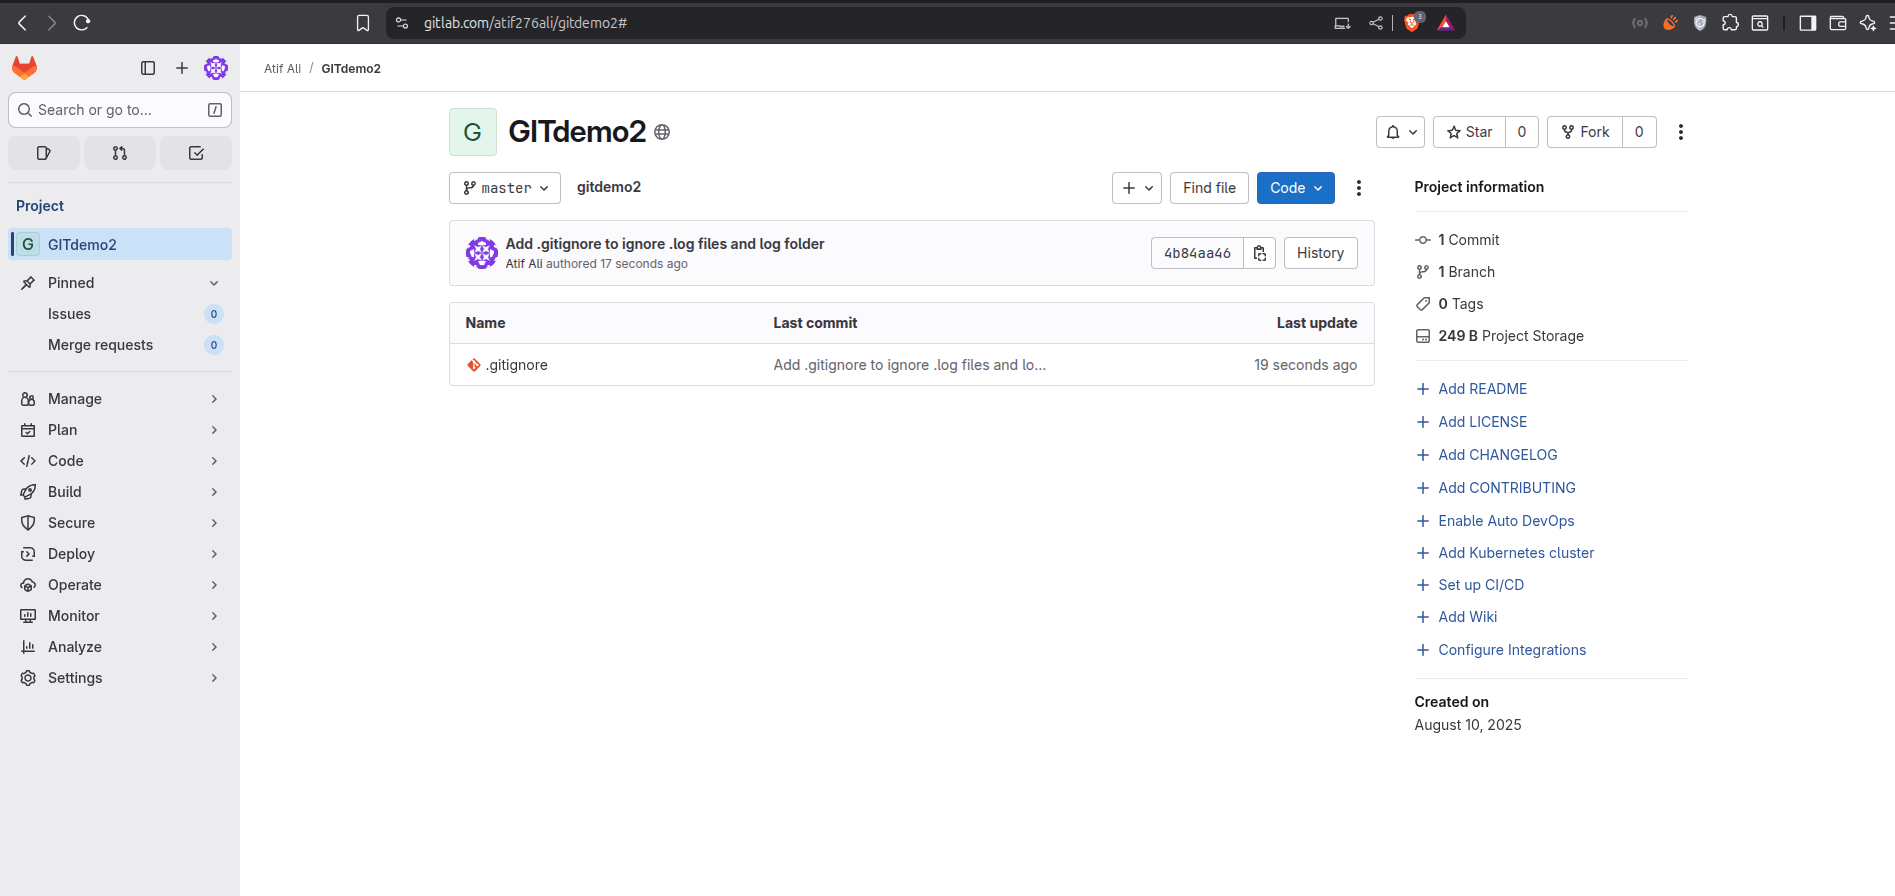 gitlab.com/atif276ali/gitdemo2#
3
Search or go to...
/
Project
G GITdemo2
Pinned
Issues 0
Merge requests 0
Manage
Plan
Code
Build
Secure
Deploy
Operate
Monitor
Analyze
Settings
Atif Ali / GITdemo2
G GITdemo2
Star 0 Fork 0
master gitdemo2 Find file Code
Add .gitignore to ignore .log files and log folder
Atif Ali authored 17 seconds ago
4b84aa46 History
Name Last commit Last update
.gitignore Add .gitignore to ignore .log files and lo... 19 seconds ago
Project information
1 Commit
1 Branch
0 Tags
249 B Project Storage
Add README
Add LICENSE
Add CHANGELOG
Add CONTRIBUTING
Enable Auto DevOps
Add Kubernetes cluster
Set up CI/CD
Add Wiki
Configure Integrations
Created on
August 10, 2025